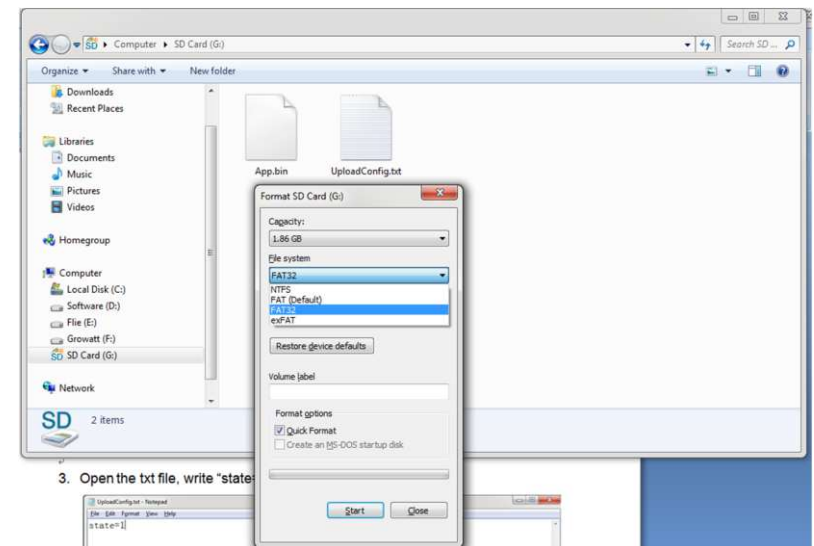 Computer ▸ SD Card (G:)
Search SD ...
Organize
Share with
New folder
Downloads
Recent Places
Libraries
Documents
Music
Pictures
Videos
Homegroup
Computer
Local Disk (C:)
Software (D:)
Flie (E:)
Growatt (F:)
SD Card (G:)
Network
App.bin
UploadConfig.txt
SD
2 items
Format SD Card (G:)
Capacity:
1.86 GB
File system
FAT32
NTFS
FAT (Default)
FAT32
exFAT
Restore device defaults
Volume label
Format options
Quick Format
Create an MS-DOS startup disk
Start
Close
3. Open the txt file, write “state=
UploadConfig.txt - Notepad
File Edit Format View Help
state=1